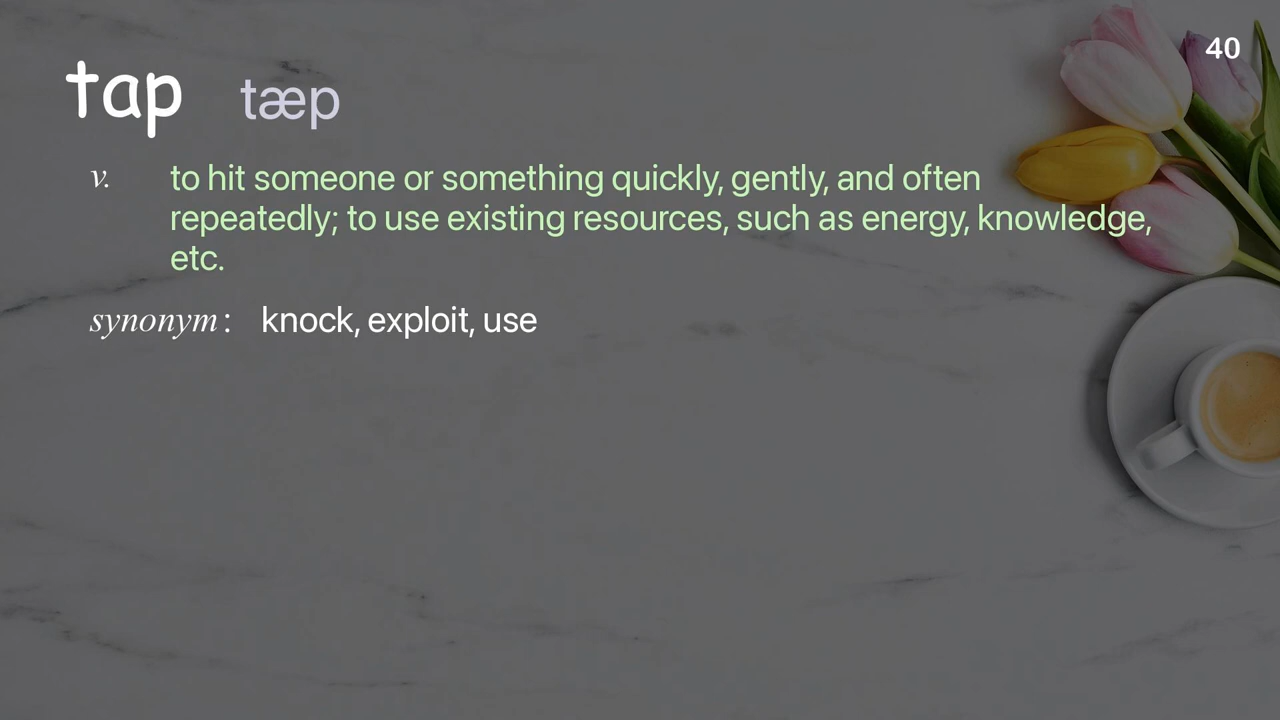 40
tap tæp
v. to hit someone or something quickly, gently, and often
repeatedly; to use existing resources, such as energy, knowledge,
etc.
synonym : knock, exploit, use